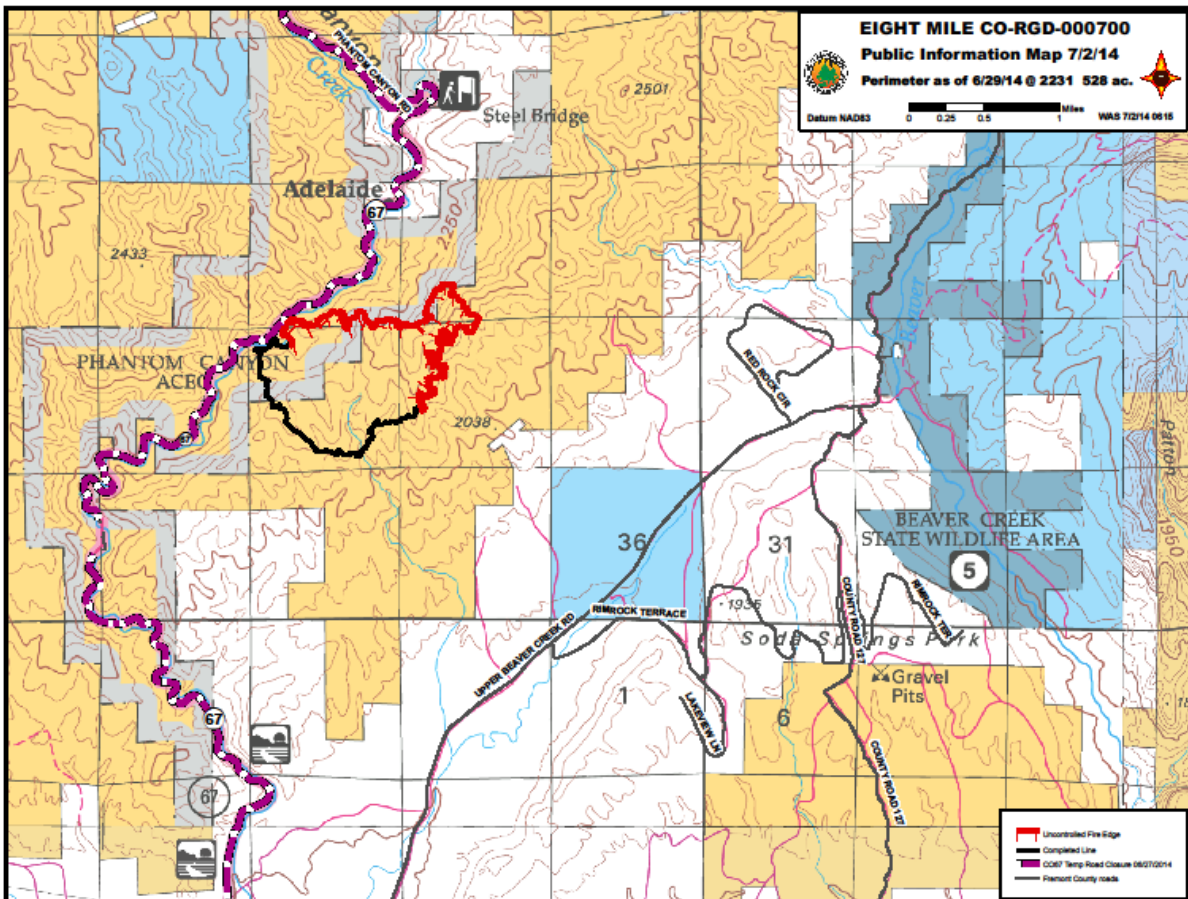 EIGHT MILE CO-RGD-000700
Public Information Map 7/2/14
Perimeter as of 6/29/14 @ 2231 528 ac.
Miles
Datum NAD83
0 0.25 0.5 1
WAS 7/2/14 0615
PHANTOM CANYON RD
Creek
2501
Steel Bridge
Adelaide
67
2250
2433
PHANTOM CANYON
ACEC
67
2038
RED ROCK CIR
Beaver
Patton
36
31
BEAVER CREEK
STATE WILDLIFE AREA
5
1950
RIMROCK TERRACE
1935
COUNTY ROAD 127
RIMROCK TER
Soda Springs Park
UPPER BEAVER CREEK RD
Gravel
Pits
1
LAKEVIEW LN
6
67
COUNTY ROAD 127
67
Uncontrolled Fire Edge
Completed Line
CO67 Temp Road Closure 06/27/2014
Fremont County roads